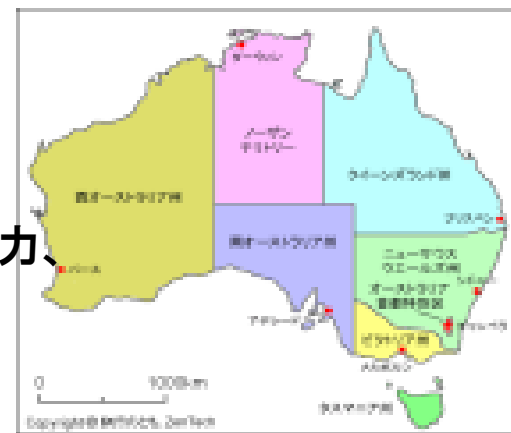 ダーウィン
ノーザン
テリトリー
クイーンズランド州
西オーストラリア州
ブリスベン
南オーストラリア州
カ、
ニューサウス
ウェールズ州
パース
シドニー
オーストラリア
首都特別区
アデレード
キャンベラ
ビクトリア州
メルボルン
0 1000km
タスマニア州
Copyright ZenTech